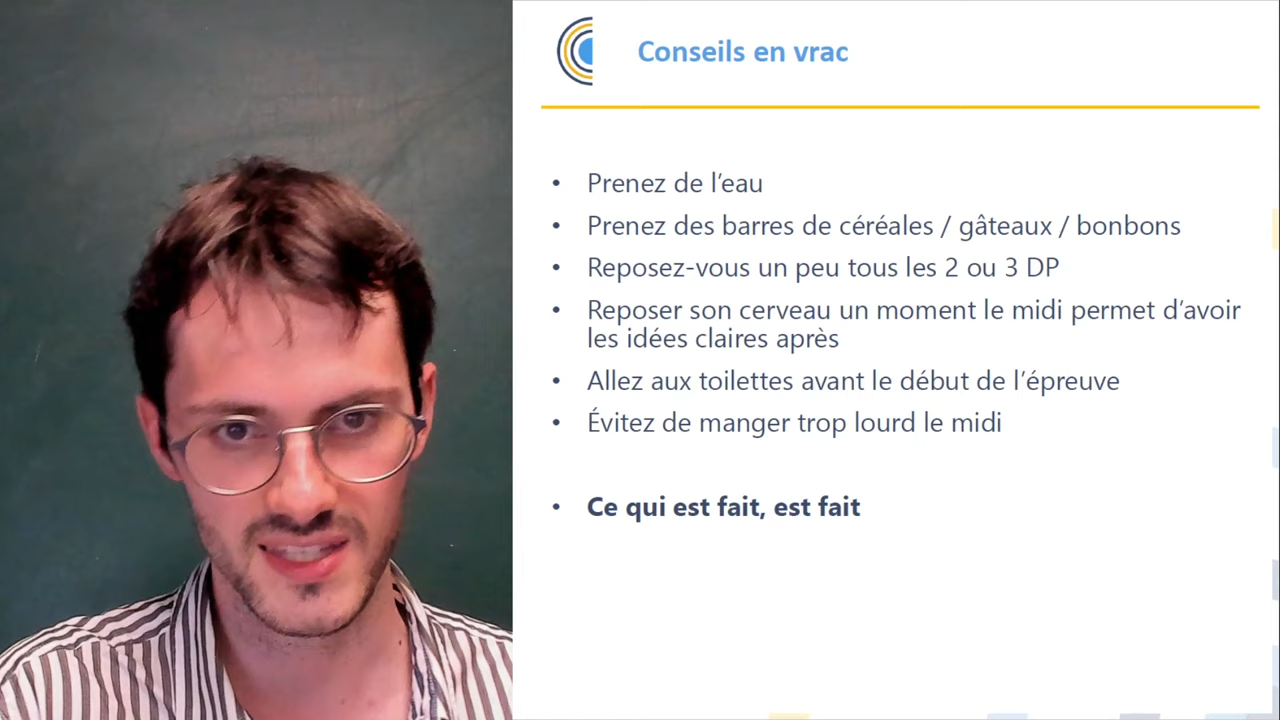 Conseils en vrac
• Prenez de l’eau
• Prenez des barres de céréales / gâteaux / bonbons
• Reposez-vous un peu tous les 2 ou 3 DP
• Reposer son cerveau un moment le midi permet d’avoir
les idées claires après
• Allez aux toilettes avant le début de l’épreuve
• Évitez de manger trop lourd le midi
• Ce qui est fait, est fait